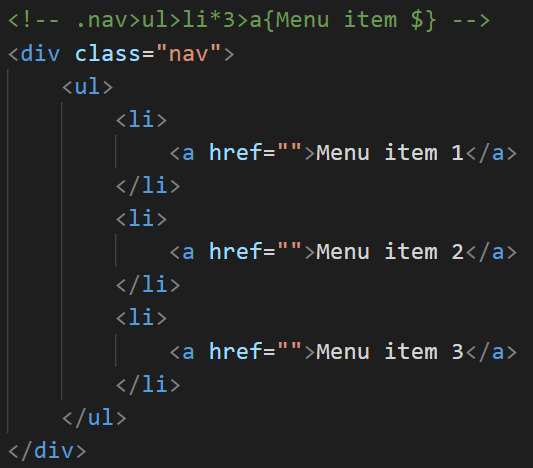 <!-- .nav>ul>li*3>a{Menu item $} -->
<div class="nav">
    <ul>
        <li>
            <a href="">Menu item 1</a>
        </li>
        <li>
            <a href="">Menu item 2</a>
        </li>
        <li>
            <a href="">Menu item 3</a>
        </li>
    </ul>
</div>